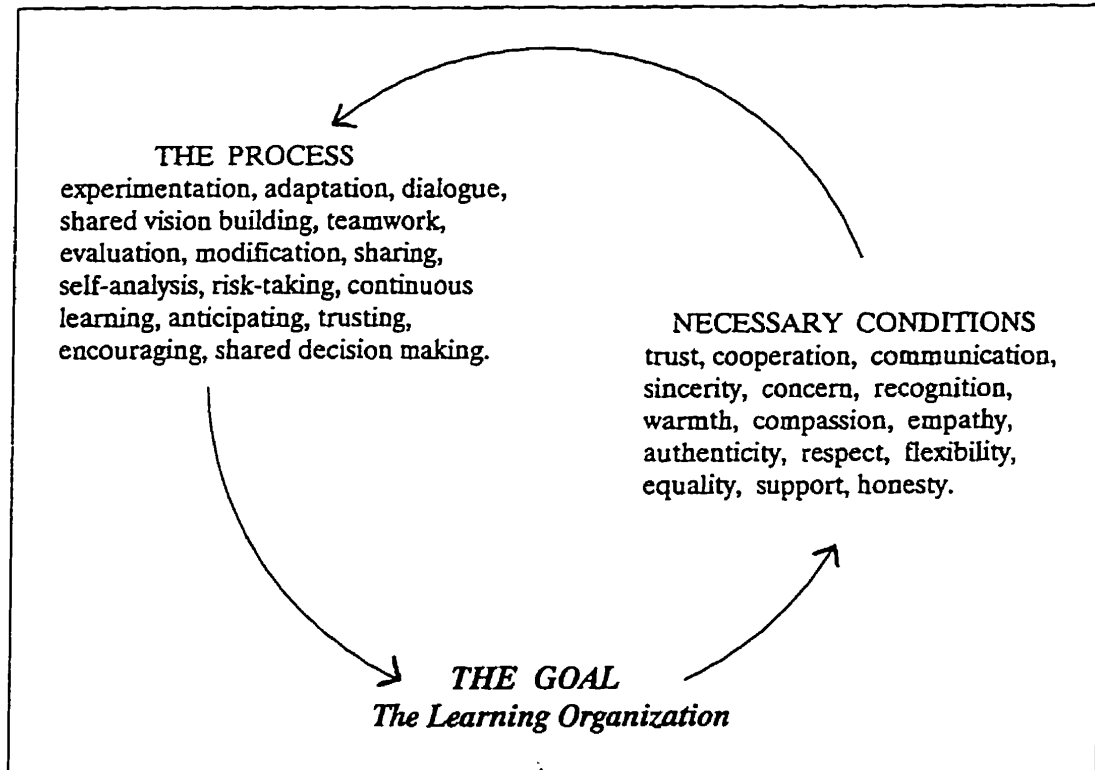 THE PROCESS
experimentation, adaptation, dialogue,
shared vision building, teamwork,
evaluation, modification, sharing,
self-analysis, risk-taking, continuous
learning, anticipating, trusting,
encouraging, shared decision making.
NECESSARY CONDITIONS
trust, cooperation, communication,
sincerity, concern, recognition,
warmth, compassion, empathy,
authenticity, respect, flexibility,
equality, support, honesty.
THE GOAL
The Learning Organization